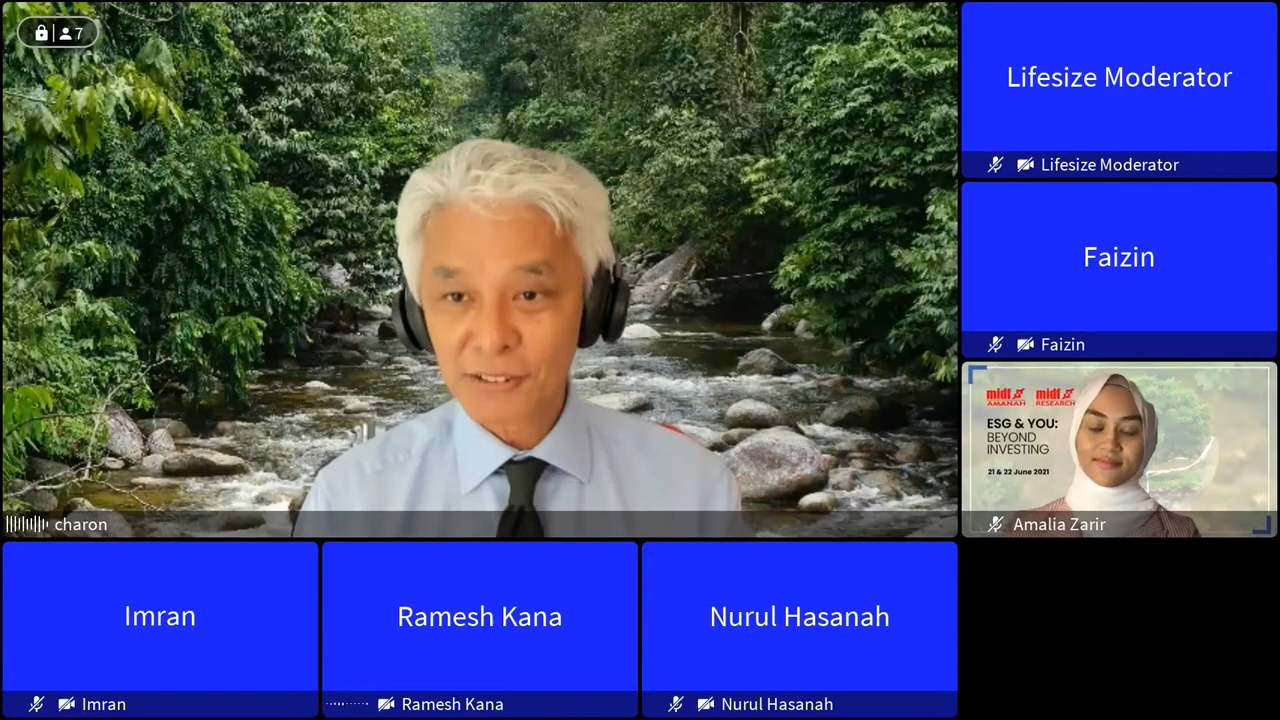 7
charon
Lifesize Moderator
Lifesize Moderator
Faizin
Faizin
midf
AMANAH
midf
RESEARCH
ESG & YOU:
BEYOND
INVESTING
21 & 22 June 2021
Amalia Zarir
Imran
Imran
Ramesh Kana
Ramesh Kana
Nurul Hasanah
Nurul Hasanah